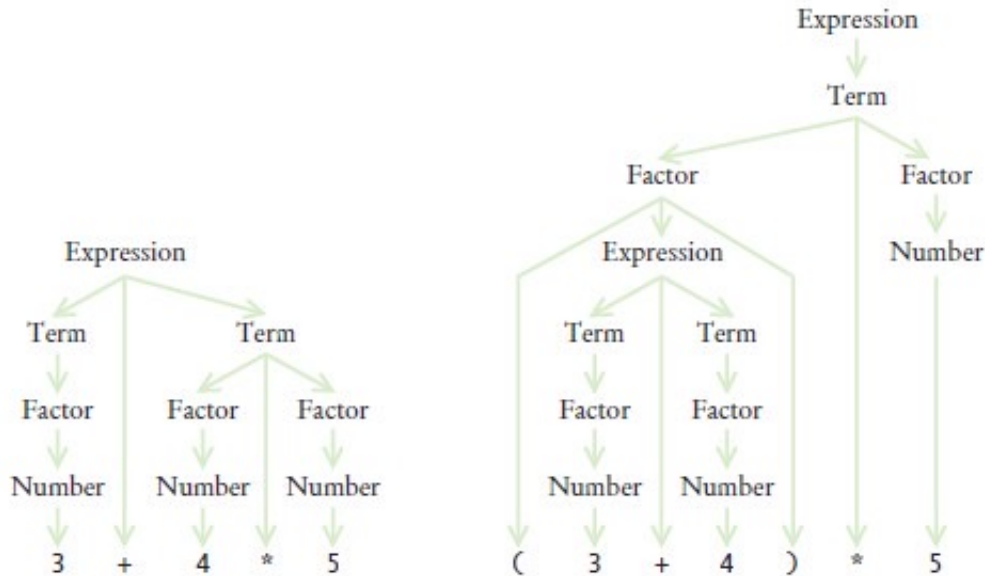 Expression
Term
Factor Factor
Expression Expression Number
Term Term Term Term
Factor Factor Factor Factor Factor
Number Number Number Number Number
3 + 4 * 5 ( 3 + 4 ) * 5